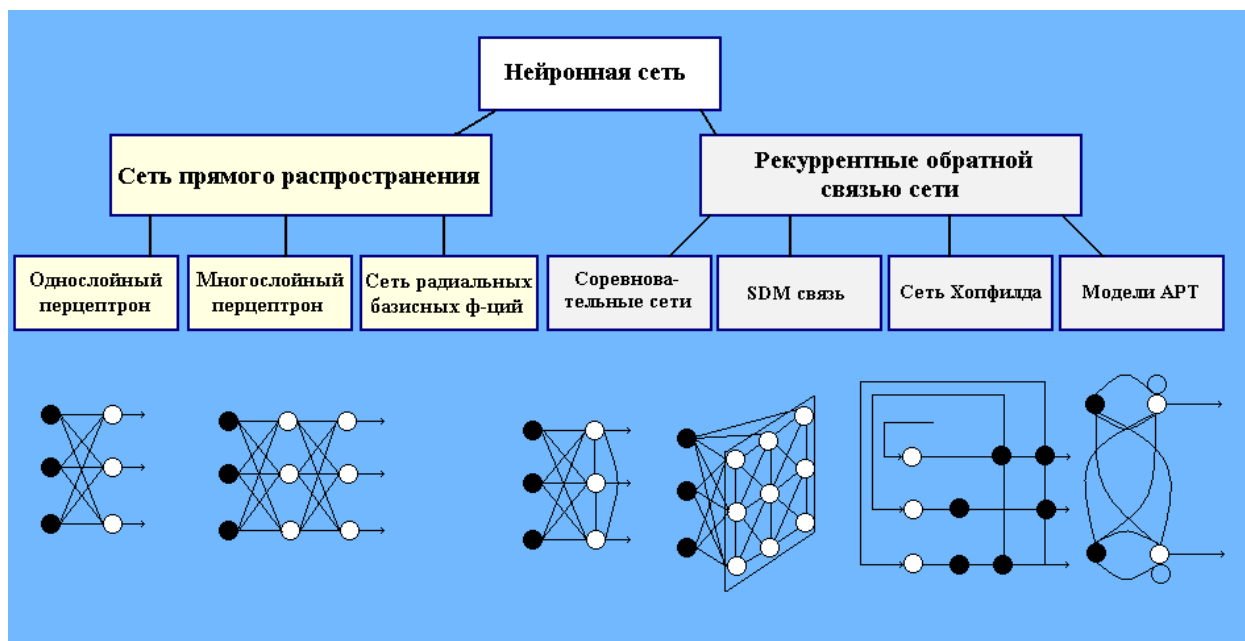 Нейронная сеть
Сеть прямого распространения
Рекуррентные обратной
связью сети
Однослойный
перцептрон
Многослойный
перцептрон
Сеть радиальных
базисных ф-ций
Соревнова-
тельные сети
SDM связь
Сеть Хопфилда
Модели АРТ